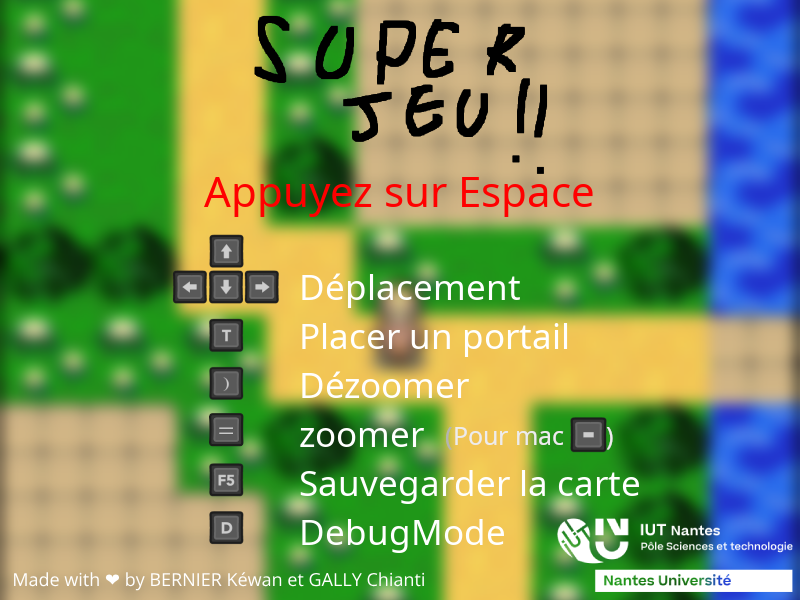 SUPER
JEU!!
Appuyez sur Espace
Déplacement
T Placer un portail
) Dézoomer
= zoomer (Pour mac -)
F5 Sauvegarder la carte
D DebugMode
IUT Nantes
Pôle Sciences et technologie
Nantes Université
Made with ❤ by BERNIER Kéwan et GALLY Chianti